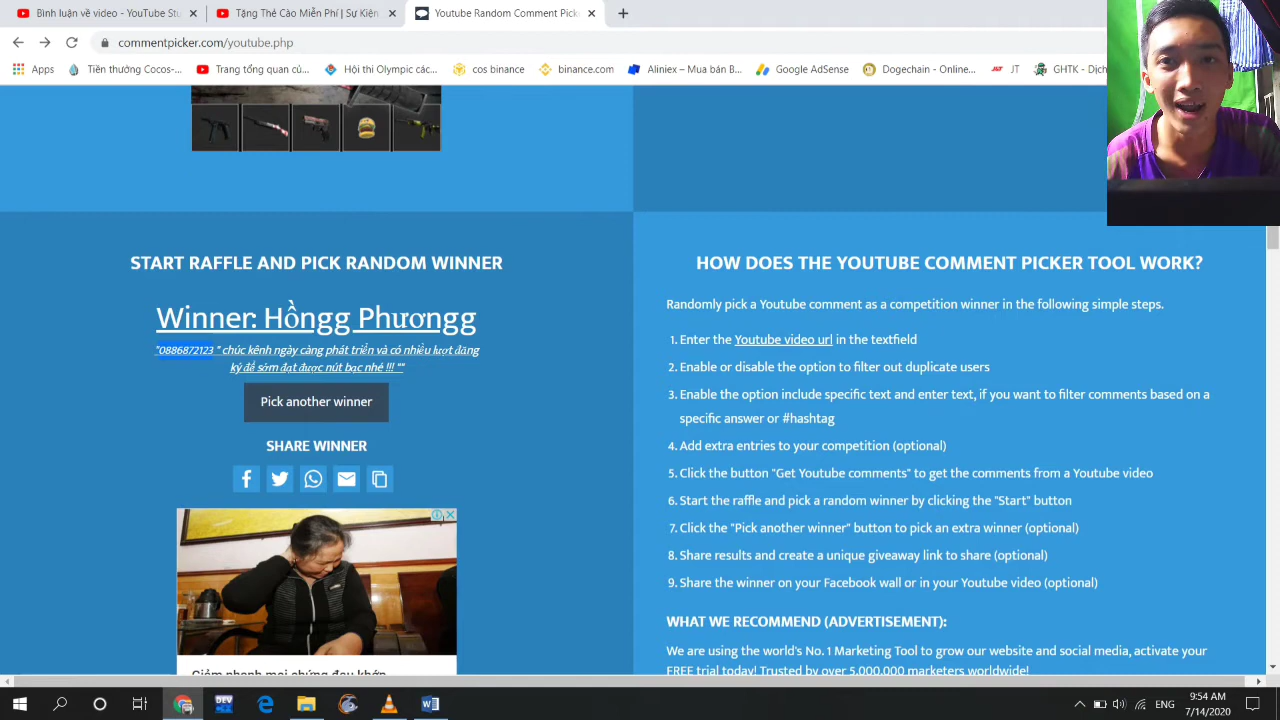 Bình luận về video - YouTube Stu
Tặng Thẻ Cào Miễn Phí | Sự Kiện
Youtube Random Comment Pick
commentpicker.com/youtube.php
Apps
Tiền thưởng Cocos-...
Trang tổng quan củ...
Hội thi Olympic các...
cos binance
binance.com
Aliniex – Mua bán B...
Google AdSense
Dogechain - Online...
J&T
JT
GHTK - Dịch
START RAFFLE AND PICK RANDOM WINNER
Winner: Hồngg Phươngg
"0886872123 " chúc kênh ngày càng phát triển và có nhiều lượt đăng
ký để sớm đạt được nút bạc nhé !!! ""
Pick another winner
SHARE WINNER
HOW DOES THE YOUTUBE COMMENT PICKER TOOL WORK?
Randomly pick a Youtube comment as a competition winner in the following simple steps.
1. Enter the Youtube video url in the textfield
2. Enable or disable the option to filter out duplicate users
3. Enable the option include specific text and enter text, if you want to filter comments based on a
specific answer or #hashtag
4. Add extra entries to your competition (optional)
5. Click the button "Get Youtube comments" to get the comments from a Youtube video
6. Start the raffle and pick a random winner by clicking the "Start" button
7. Click the "Pick another winner" button to pick an extra winner (optional)
8. Share results and create a unique giveaway link to share (optional)
9. Share the winner on your Facebook wall or in your Youtube video (optional)
WHAT WE RECOMMEND (ADVERTISEMENT):
We are using the world's No. 1 Marketing Tool to grow our website and social media, activate your
FREE trial today! Trusted by over 5,000,000 marketers worldwide!
Giảm nhanh mọi chứng đau khớp
DEV
9:54 AM
7/14/2020